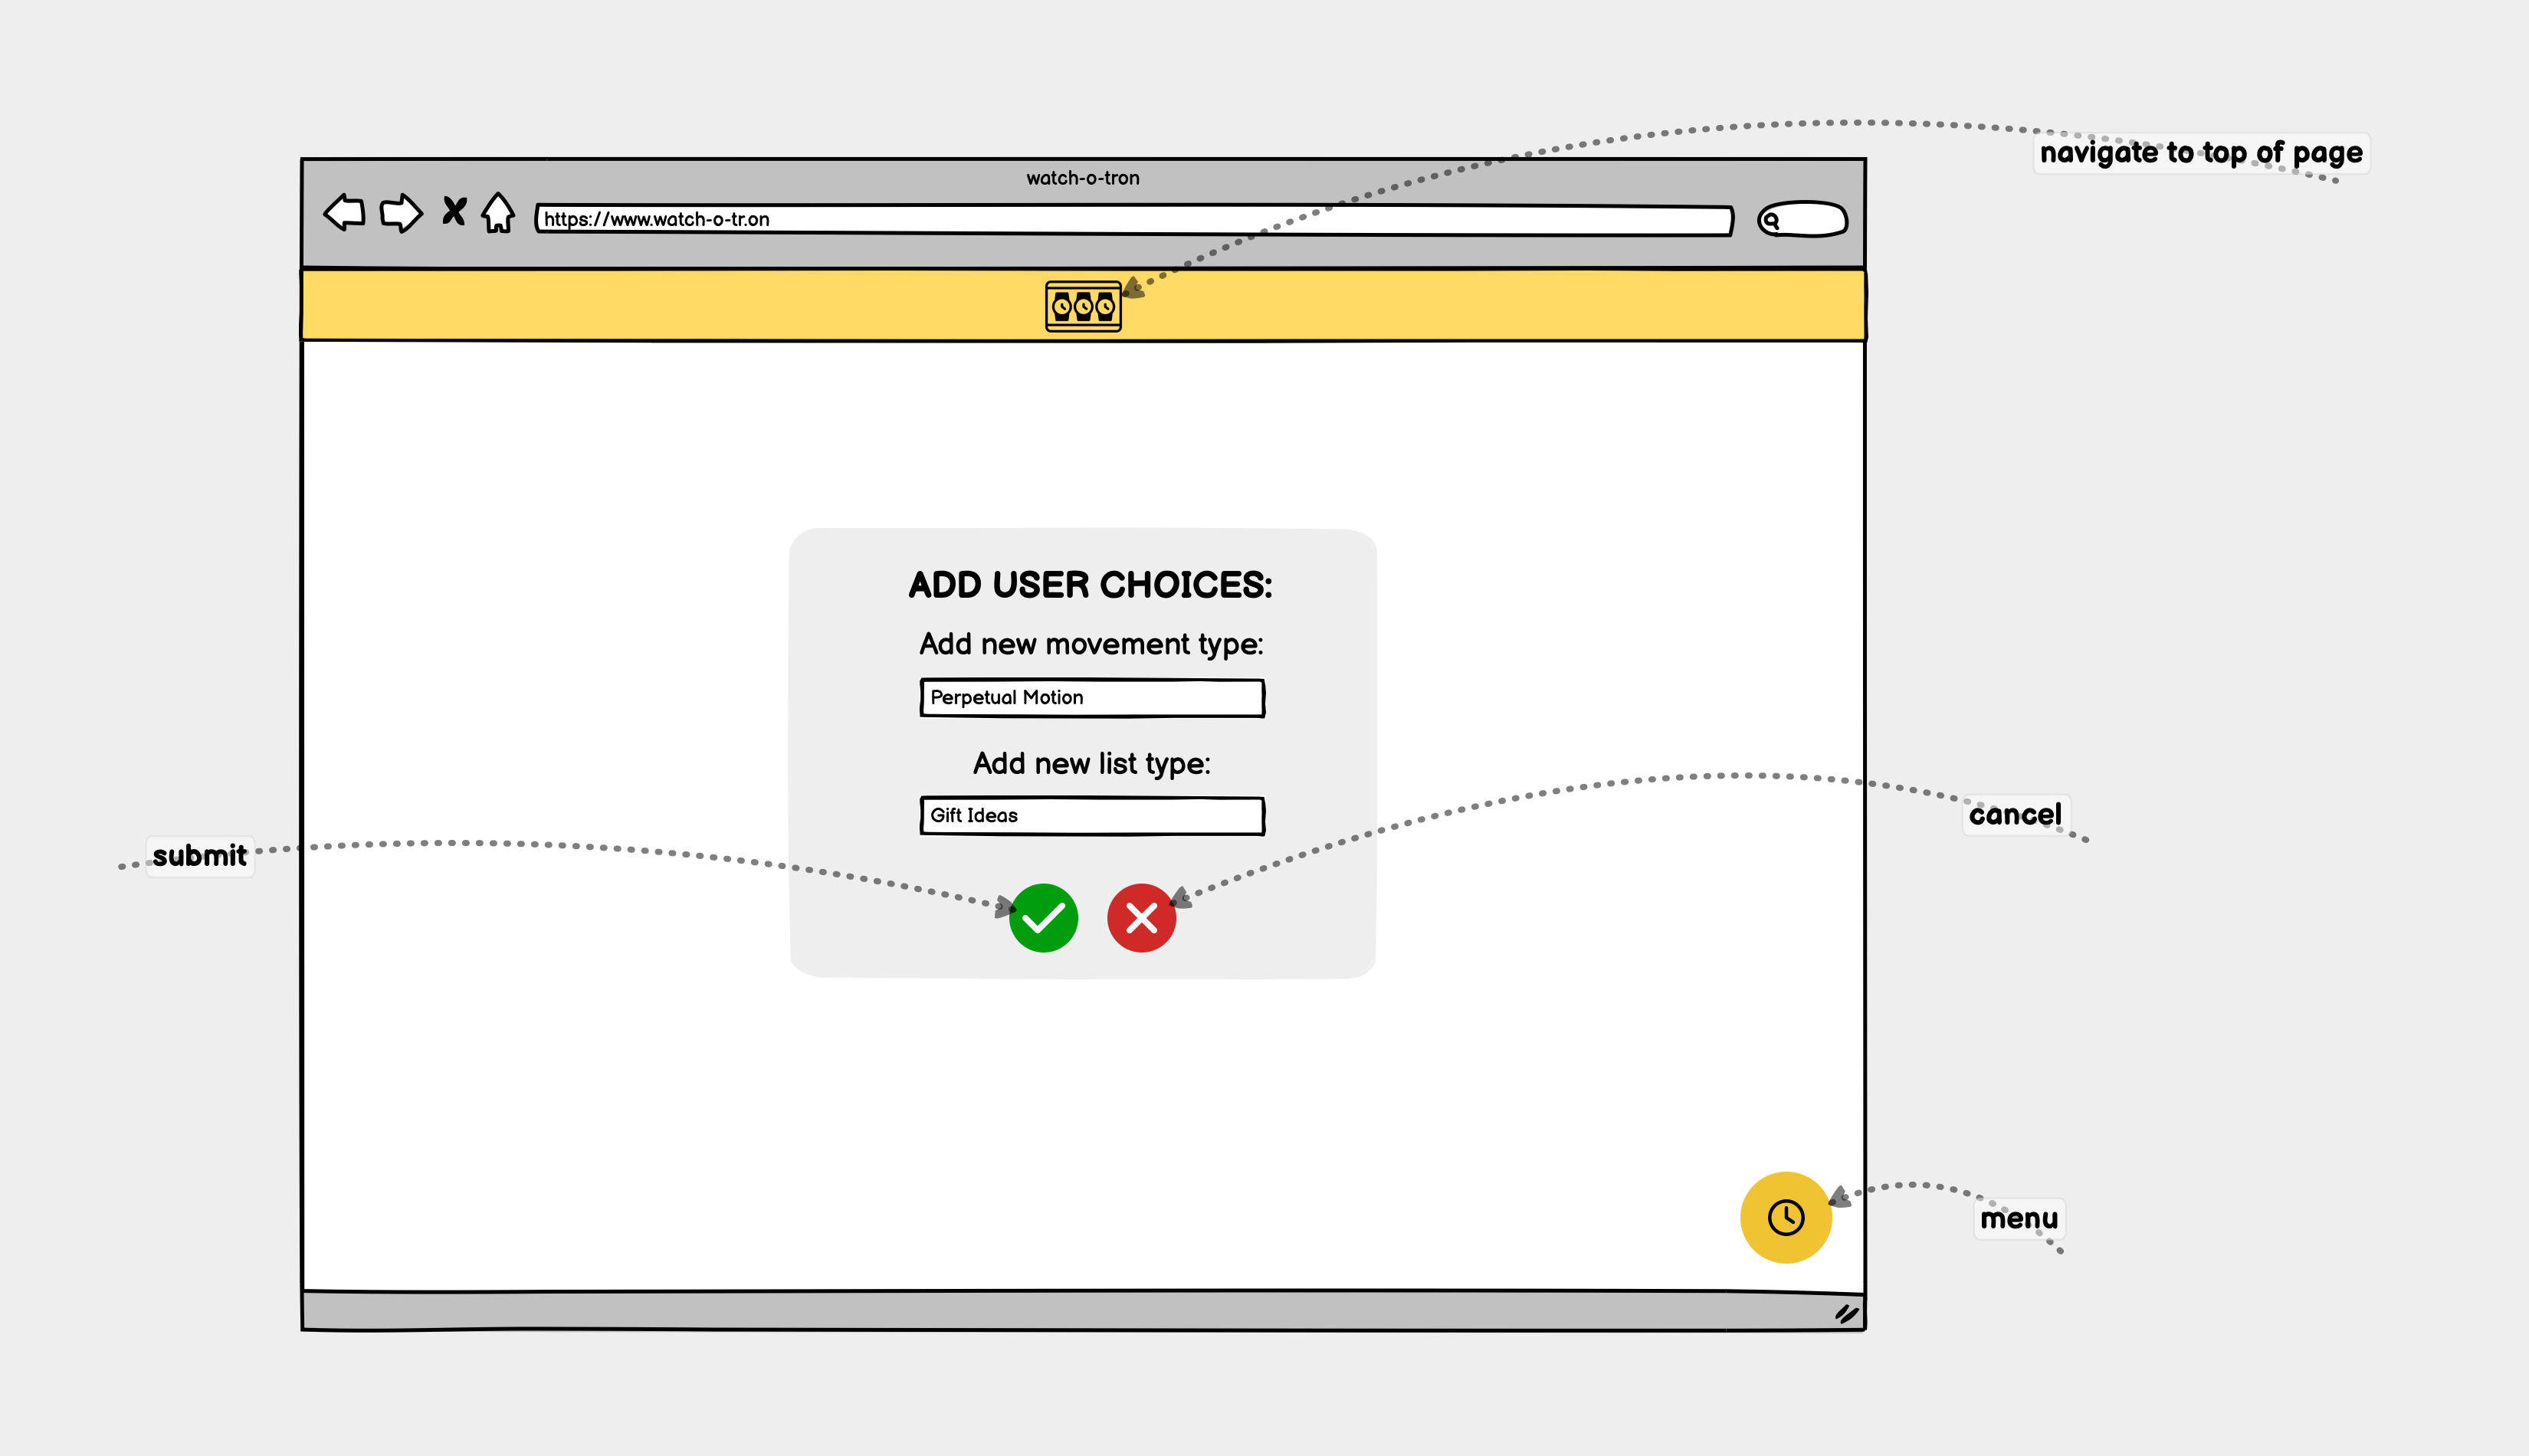 navigate to top of page
watch-o-tron
https://www.watch-o-tr.on
ADD USER CHOICES:
Add new movement type:
Perpetual Motion
Add new list type:
Gift Ideas
cancel
submit
menu